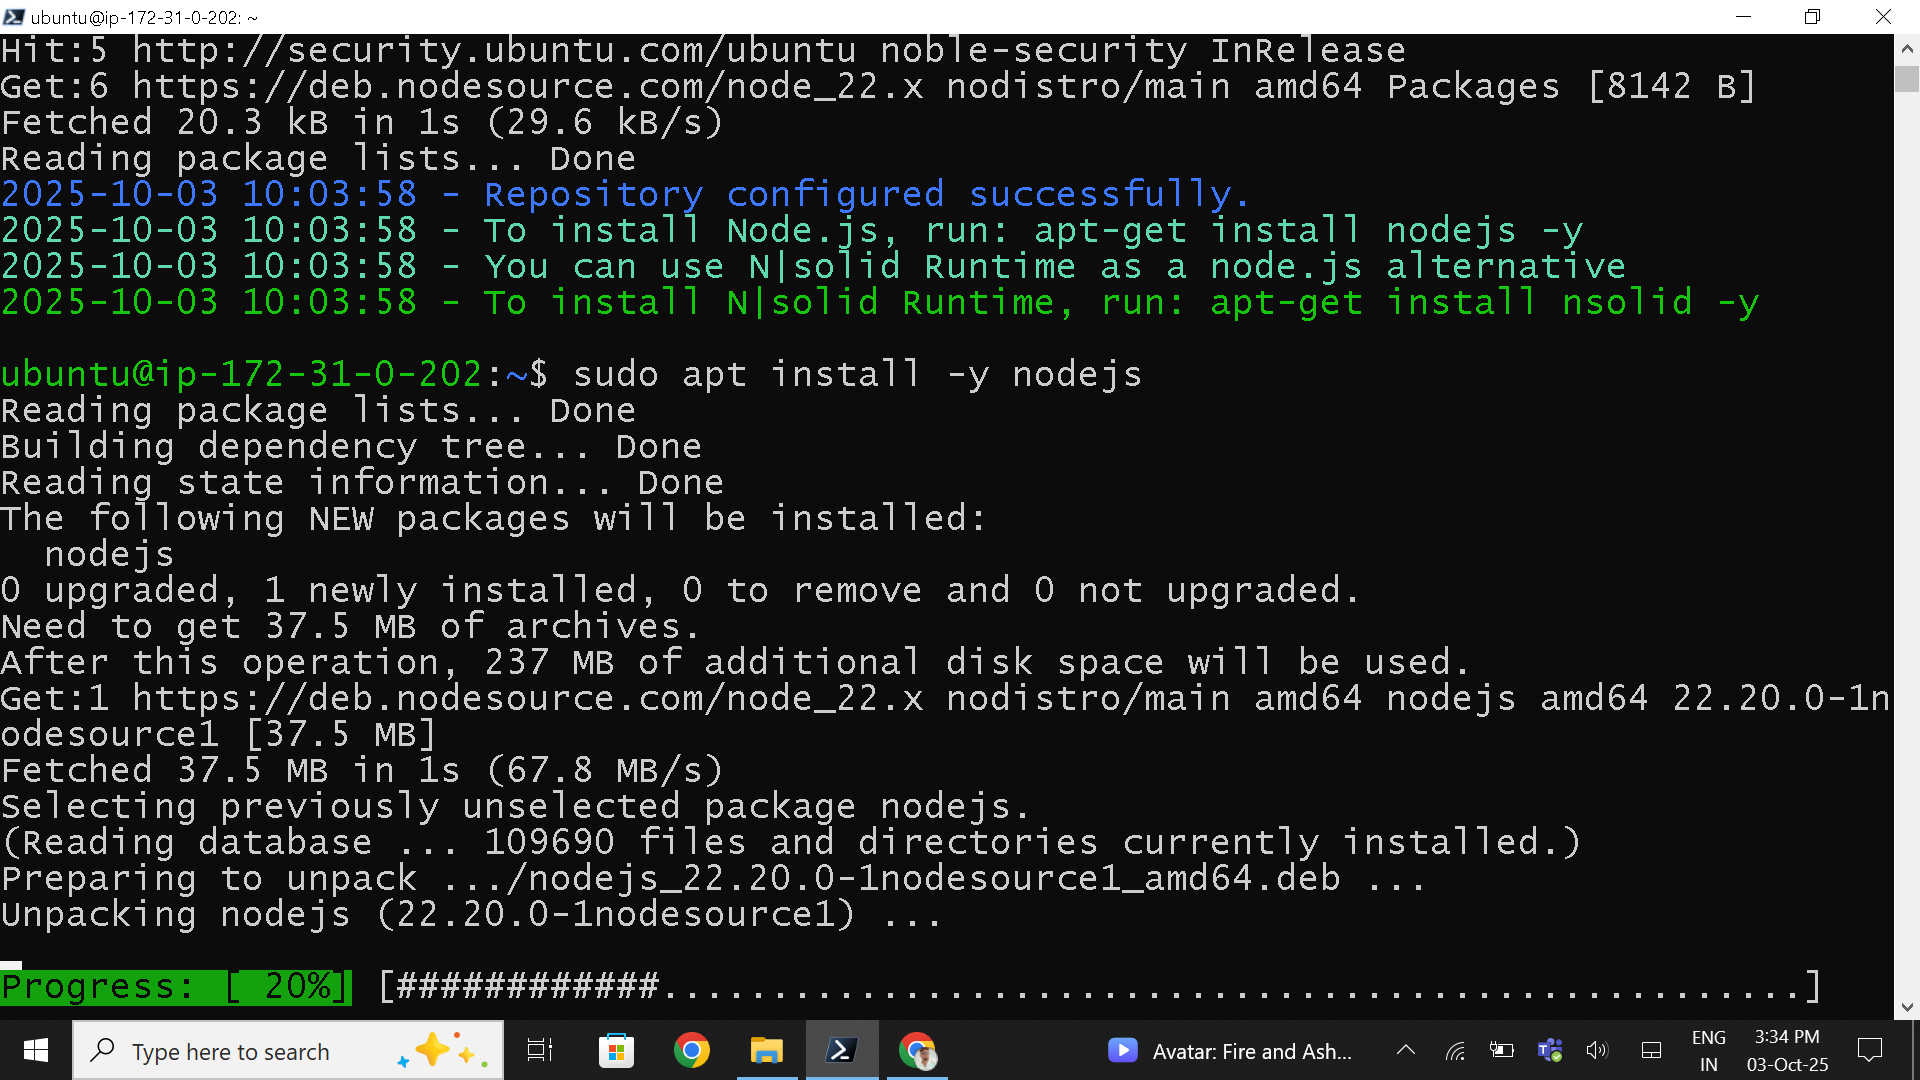 ubuntu@ip-172-31-0-202: ~
Hit:5 http://security.ubuntu.com/ubuntu noble-security InRelease
Get:6 https://deb.nodesource.com/node_22.x nodistro/main amd64 Packages [8142 B]
Fetched 20.3 kB in 1s (29.6 kB/s)
Reading package lists... Done
2025-10-03 10:03:58 - Repository configured successfully.
2025-10-03 10:03:58 - To install Node.js, run: apt-get install nodejs -y
2025-10-03 10:03:58 - You can use N|solid Runtime as a node.js alternative
2025-10-03 10:03:58 - To install N|solid Runtime, run: apt-get install nsolid -y
ubuntu@ip-172-31-0-202:~$ sudo apt install -y nodejs
Reading package lists... Done
Building dependency tree... Done
Reading state information... Done
The following NEW packages will be installed:
  nodejs
0 upgraded, 1 newly installed, 0 to remove and 0 not upgraded.
Need to get 37.5 MB of archives.
After this operation, 237 MB of additional disk space will be used.
Get:1 https://deb.nodesource.com/node_22.x nodistro/main amd64 nodejs amd64 22.20.0-1n
odesource1 [37.5 MB]
Fetched 37.5 MB in 1s (67.8 MB/s)
Selecting previously unselected package nodejs.
(Reading database ... 109690 files and directories currently installed.)
Preparing to unpack .../nodejs_22.20.0-1nodesource1_amd64.deb ...
Unpacking nodejs (22.20.0-1nodesource1) ...
Progress: [ 20%] [############....................................................]
Type here to search
Avatar: Fire and Ash...
ENG
IN
3:34 PM
03-Oct-25